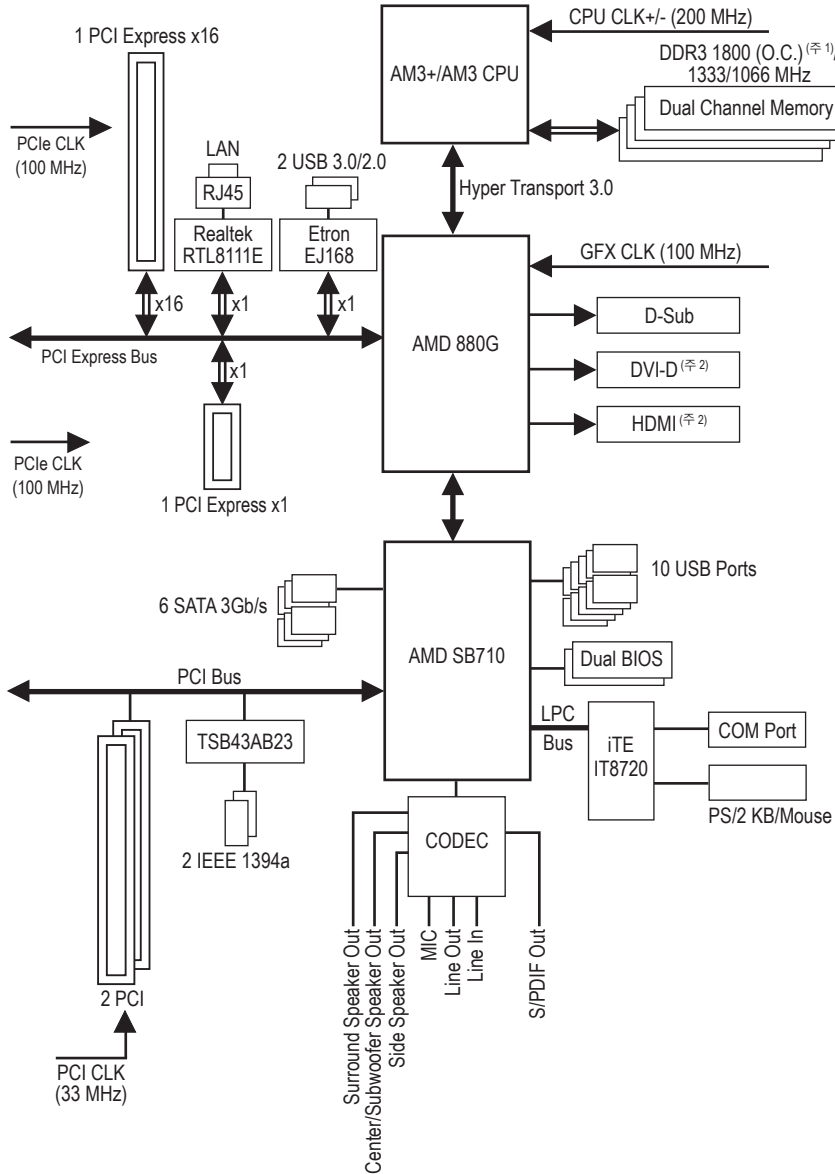 1 PCI Express x16
CPU CLK+/- (200 MHz)
AM3+/AM3 CPU
DDR3 1800 (O.C.) (주 1)/
1333/1066 MHz
Dual Channel Memory
PCIe CLK
(100 MHz)
LAN
RJ45
2 USB 3.0/2.0
Hyper Transport 3.0
Realtek
RTL8111E
Etron
EJ168
GFX CLK (100 MHz)
x16
x1
x1
AMD 880G
D-Sub
PCI Express Bus
x1
DVI-D (주 2)
HDMI (주 2)
PCIe CLK
(100 MHz)
1 PCI Express x1
6 SATA 3Gb/s
10 USB Ports
AMD SB710
Dual BIOS
PCI Bus
LPC
Bus
TSB43AB23
iTE
IT8720
COM Port
PS/2 KB/Mouse
2 IEEE 1394a
CODEC
Surround Speaker Out
Center/Subwoofer Speaker Out
Side Speaker Out
MIC
Line Out
Line In
S/PDIF Out
2 PCI
PCI CLK
(33 MHz)